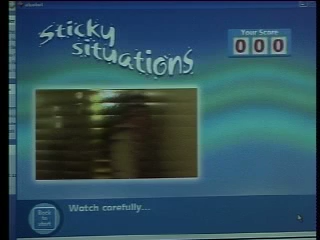 sticky
situations
Your Score
000
Watch carefully...
Back
to
start